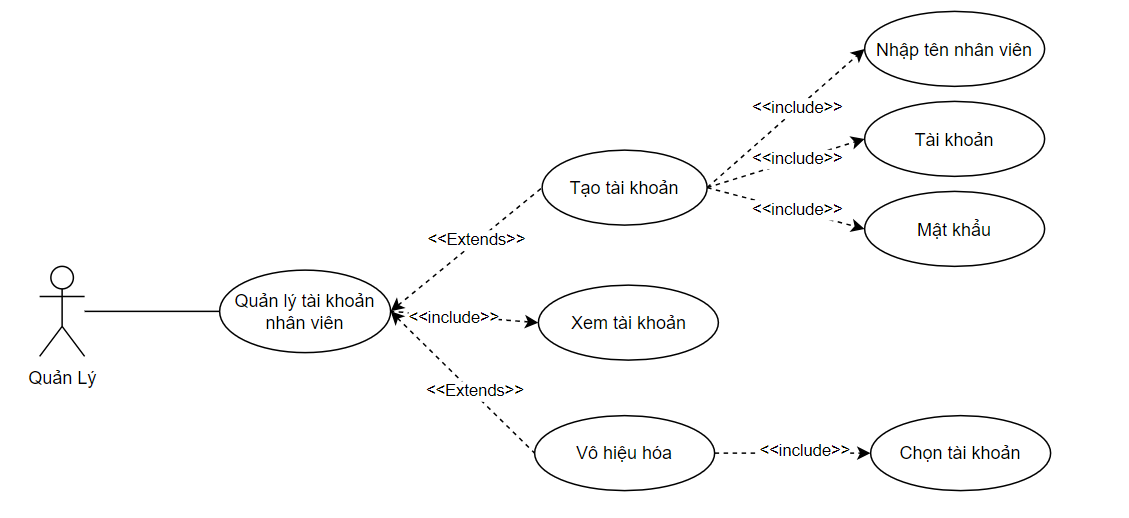 Nhập tên nhân viên
<<include>>
Tài khoản
<<include>>
Tạo tài khoản
<<include>>
Mật khẩu
<<Extends>>
Quản lý tài khoản
nhân viên
<<include>>
Xem tài khoản
Quản Lý
<<Extends>>
Vô hiệu hóa
<<include>>
Chọn tài khoản